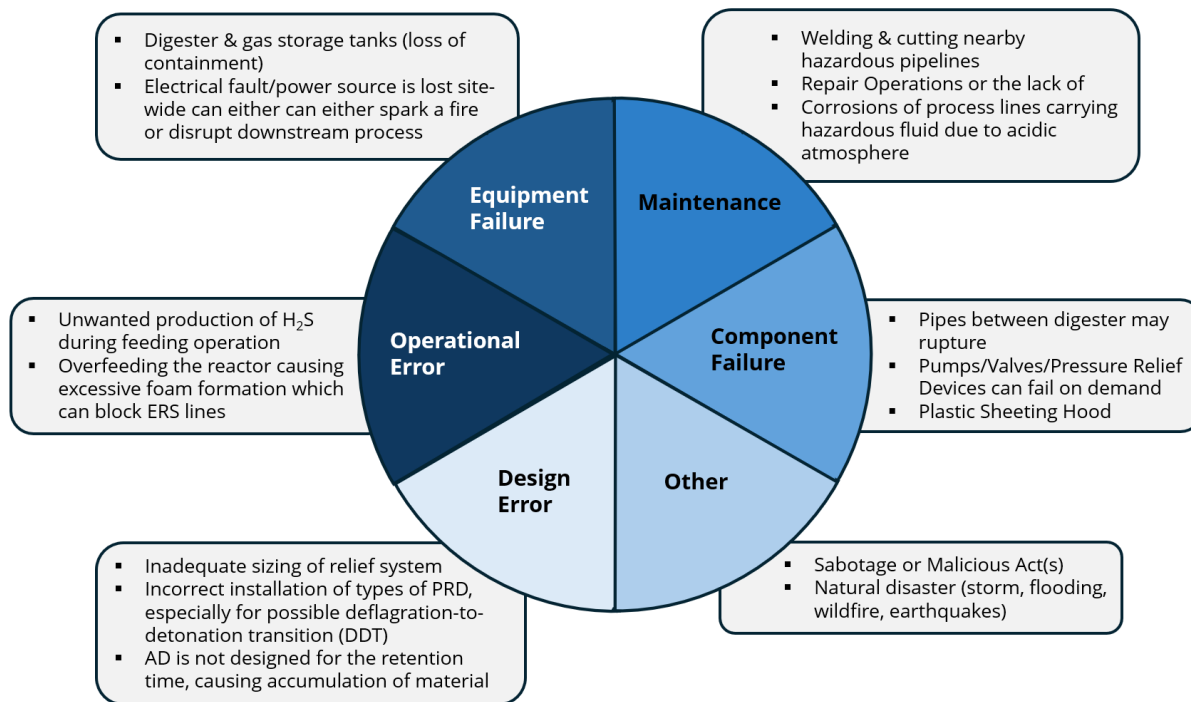 ▪ Digester & gas storage tanks (loss of
containment)
▪ Electrical fault/power source is lost site-
wide can either can either spark a fire
or disrupt downstream process
▪ Welding & cutting nearby
hazardous pipelines
▪ Repair Operations or the lack of
▪ Corrosions of process lines carrying
hazardous fluid due to acidic
atmosphere
Equipment
Failure
Maintenance
▪ Unwanted production of H₂S
during feeding operation
▪ Overfeeding the reactor causing
excessive foam formation which
can block ERS lines
Operational
Error
Component
Failure
▪ Pipes between digester may
rupture
▪ Pumps/Valves/Pressure Relief
Devices can fail on demand
▪ Plastic Sheeting Hood
Design
Error
Other
▪ Inadequate sizing of relief system
▪ Incorrect installation of types of PRD,
especially for possible deflagration-to-
detonation transition (DDT)
▪ AD is not designed for the retention
time, causing accumulation of material
▪ Sabotage or Malicious Act(s)
▪ Natural disaster (storm, flooding,
wildfire, earthquakes)